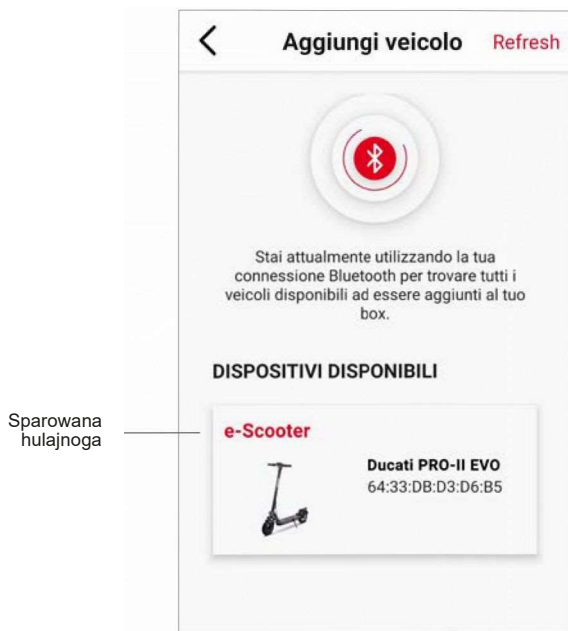 Aggiungi veicolo
Refresh
Stai attualmente utilizzando la tua
connessione Bluetooth per trovare tutti i
veicoli disponibili ad essere aggiunti al tuo
box.
DISPOSITIVI DISPONIBILI
Sparowana
hulajnoga
e-Scooter
Ducati PRO-II EVO
64:33:DB:D3:D6:B5